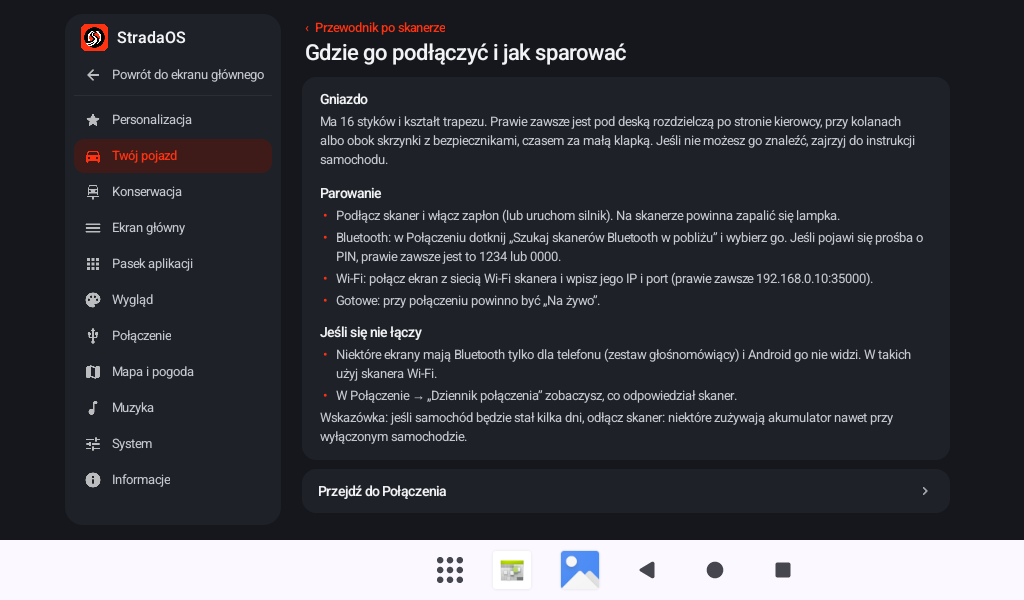 StradaOS
Powrót do ekranu głównego
Personalizacja
Twój pojazd
Konserwacja
Ekran główny
Pasek aplikacji
Wygląd
Połączenie
Mapa i pogoda
Muzyka
System
Informacje
‹ Przewodnik po skanerze
Gdzie go podłączyć i jak sparować
Gniazdo
Ma 16 styków i kształt trapezu. Prawie zawsze jest pod deską rozdzielczą po stronie kierowcy, przy kolanach
albo obok skrzynki z bezpiecznikami, czasem za małą klapką. Jeśli nie możesz go znaleźć, zajrzyj do instrukcji
samochodu.
Parowanie
• Podłącz skaner i włącz zapłon (lub uruchom silnik). Na skanerze powinna zapalić się lampka.
• Bluetooth: w Połączeniu dotknij „Szukaj skanerów Bluetooth w pobliżu” i wybierz go. Jeśli pojawi się prośba o
PIN, prawie zawsze jest to 1234 lub 0000.
• Wi-Fi: połącz ekran z siecią Wi-Fi skanera i wpisz jego IP i port (prawie zawsze 192.168.0.10:35000).
• Gotowe: przy połączeniu powinno być „Na żywo”.
Jeśli się nie łączy
• Niektóre ekrany mają Bluetooth tylko dla telefonu (zestaw głośnomówiący) i Android go nie widzi. W takich
użyj skanera Wi-Fi.
• W Połączenie → „Dziennik połączenia” zobaczysz, co odpowiedział skaner.
Wskazówka: jeśli samochód będzie stał kilka dni, odłącz skaner: niektóre zużywają akumulator nawet przy
wyłączonym samochodzie.
Przejdź do Połączenia